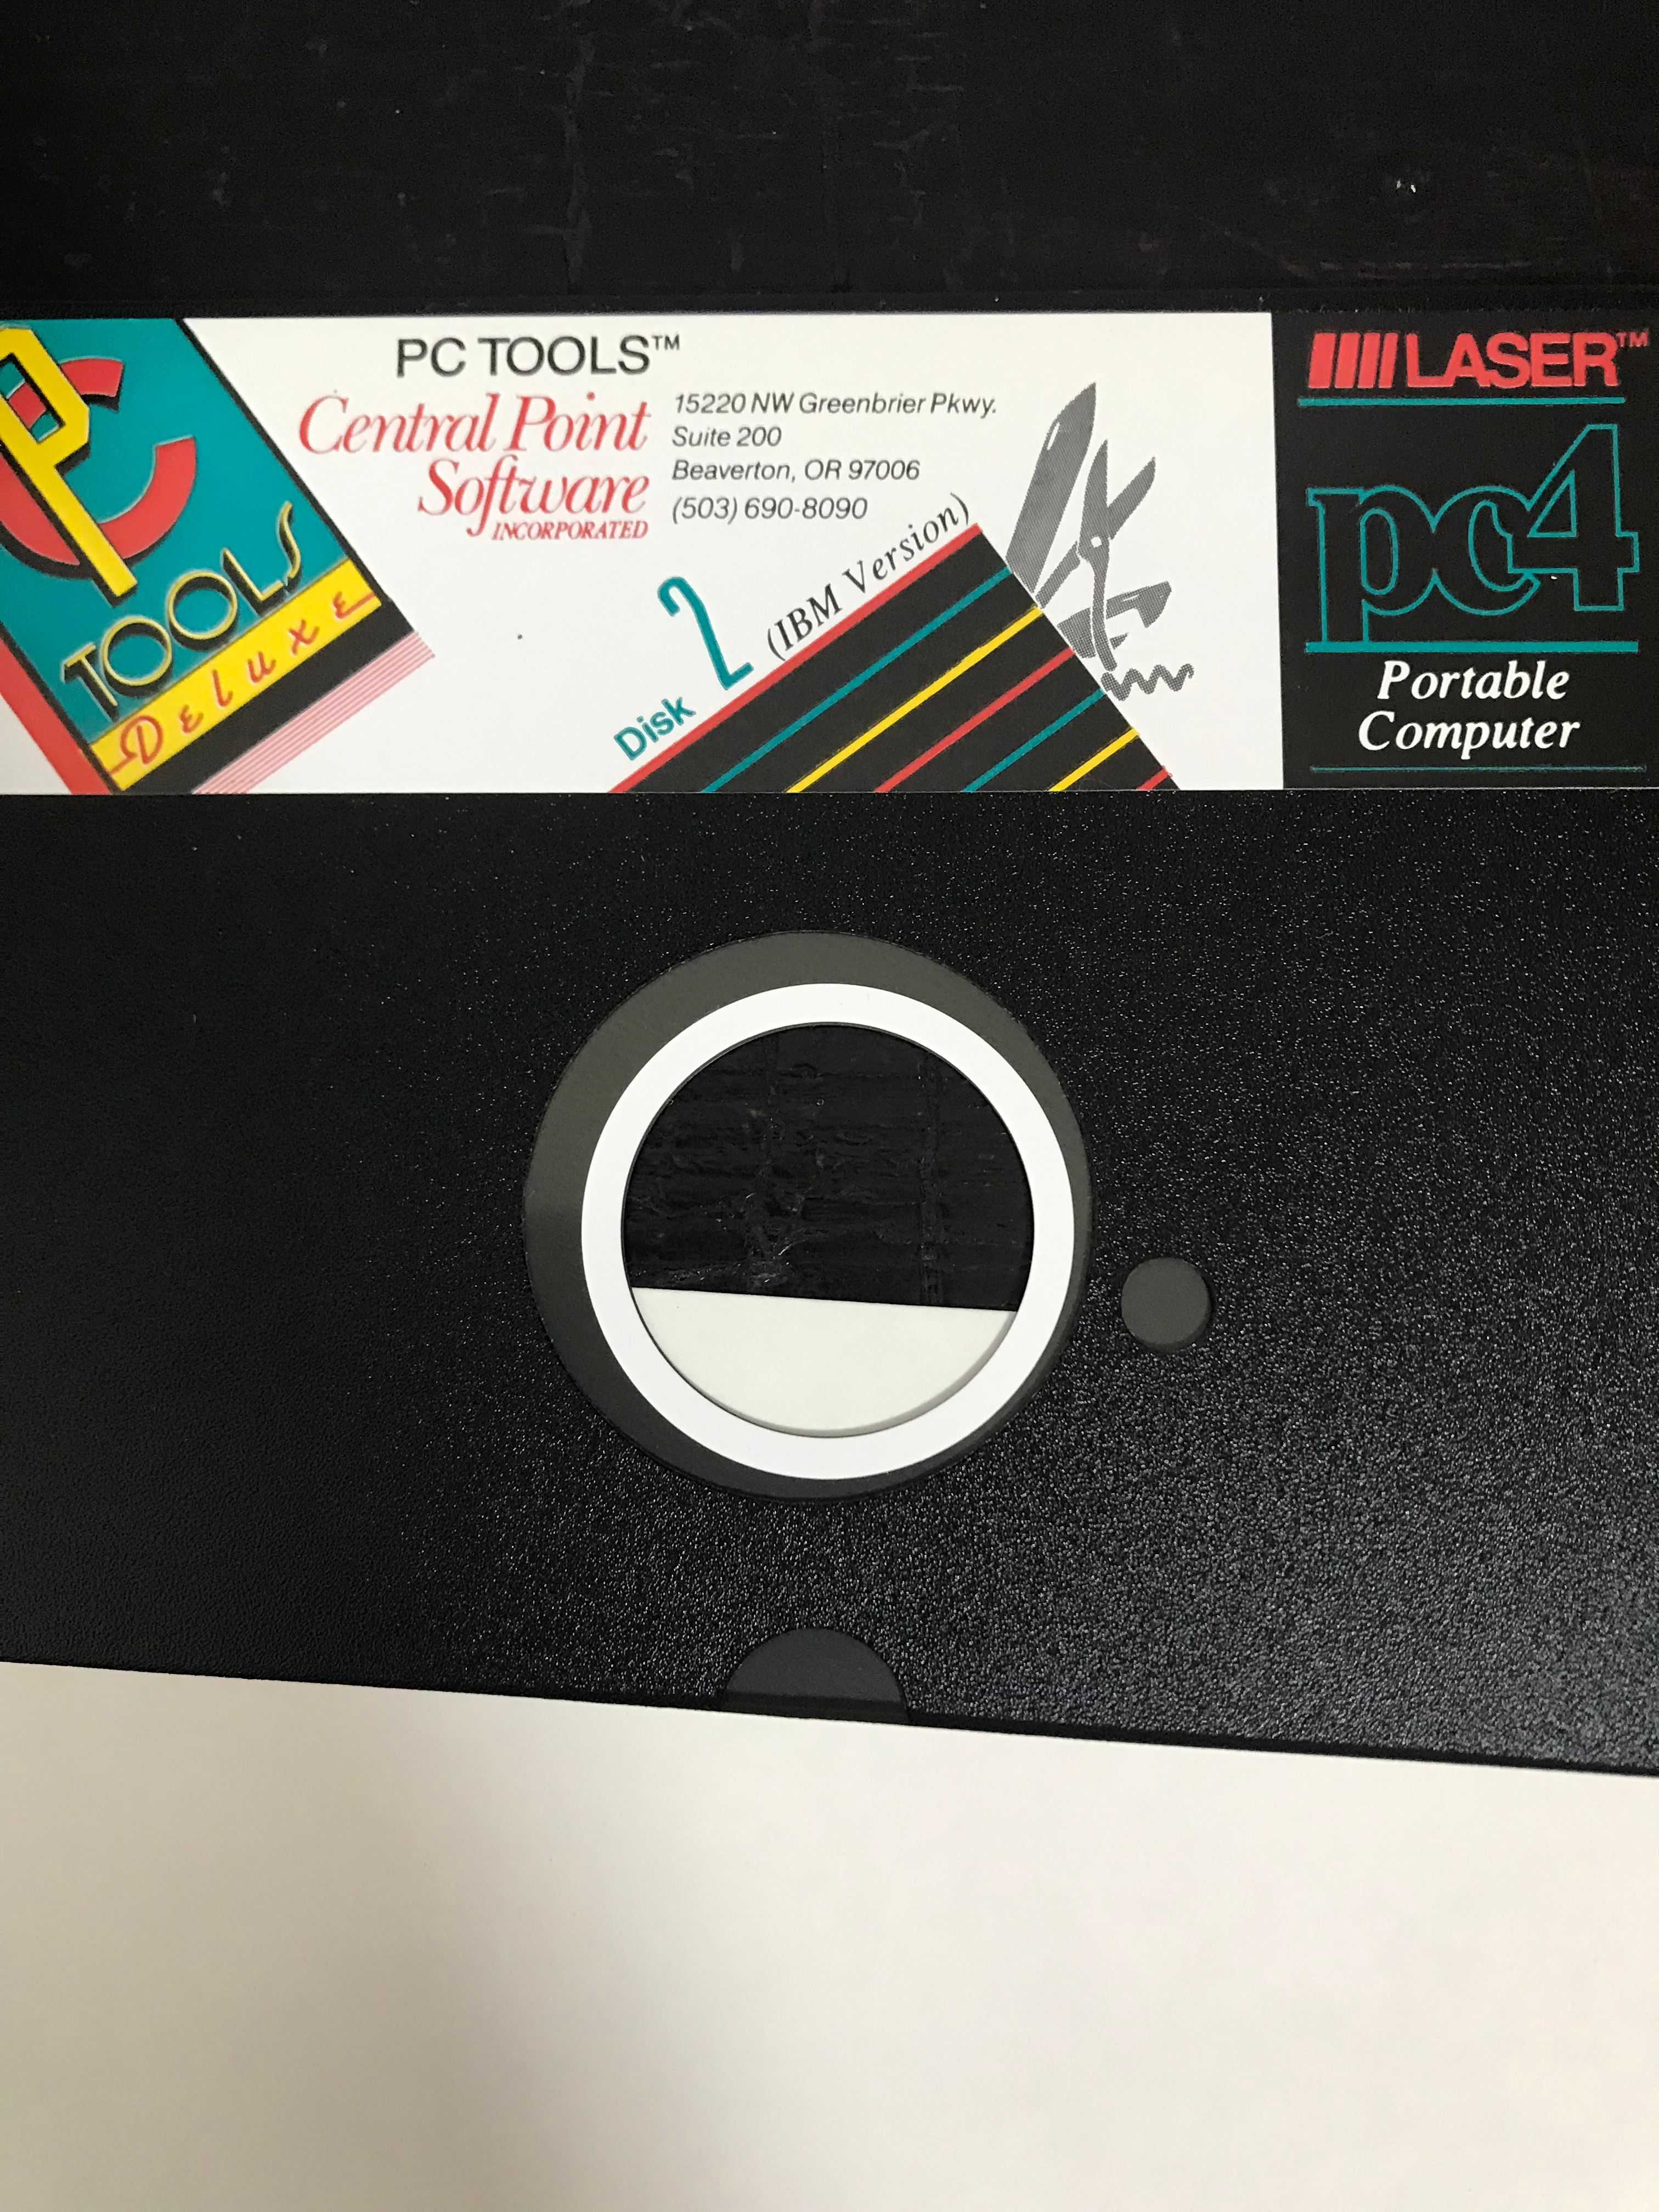 PC
TOOLS
Deluxe
PC TOOLS™
Central Point
Software
INCORPORATED
15220 NW Greenbrier Pkwy.
Suite 200
Beaverton, OR 97006
(503) 690-8090
Disk 2 (IBM Version)
LASER™
pc4
Portable
Computer